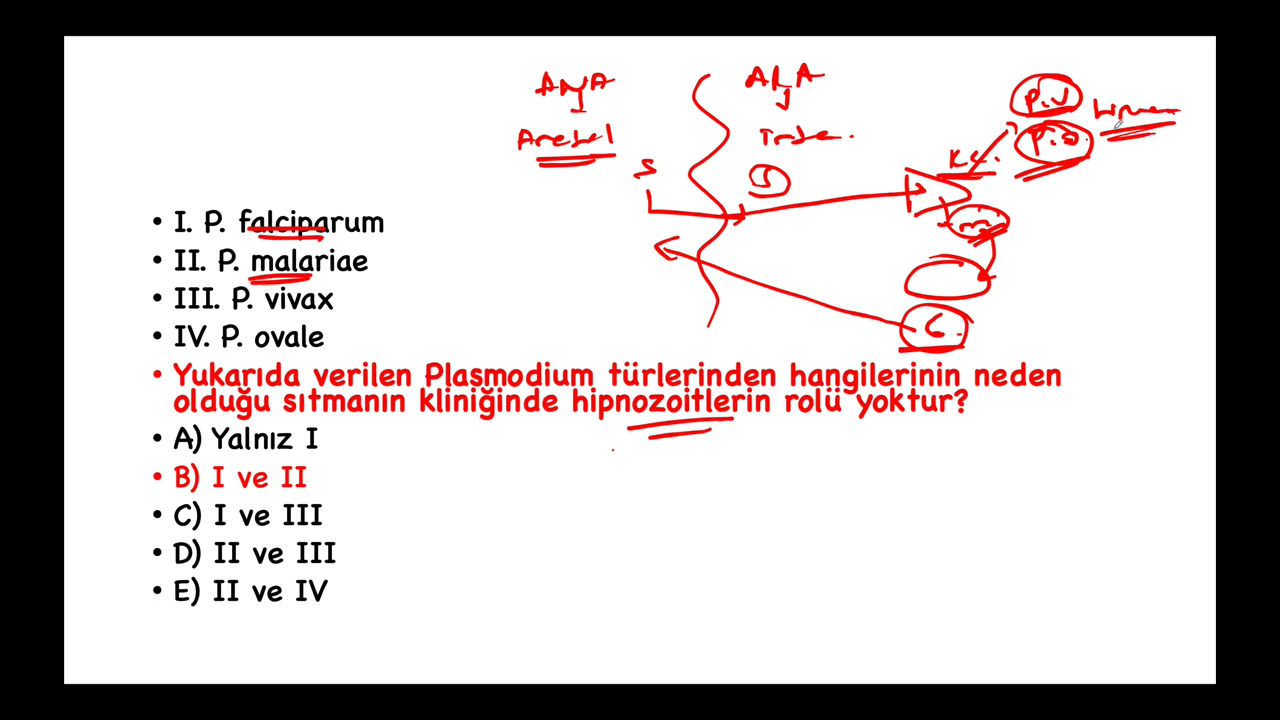 P.V
P.O
S
S
KC.
m
G
• I. P. falciparum
• II. P. malariae
• III. P. vivax
• IV. P. ovale
• Yukarıda verilen Plasmodium türlerinden hangilerinin neden
olduğu sıtmanın kliniğinde hipnozoitlerin rolü yoktur?
• A) Yalnız I
• B) I ve II
• C) I ve III
• D) II ve III
• E) II ve IV